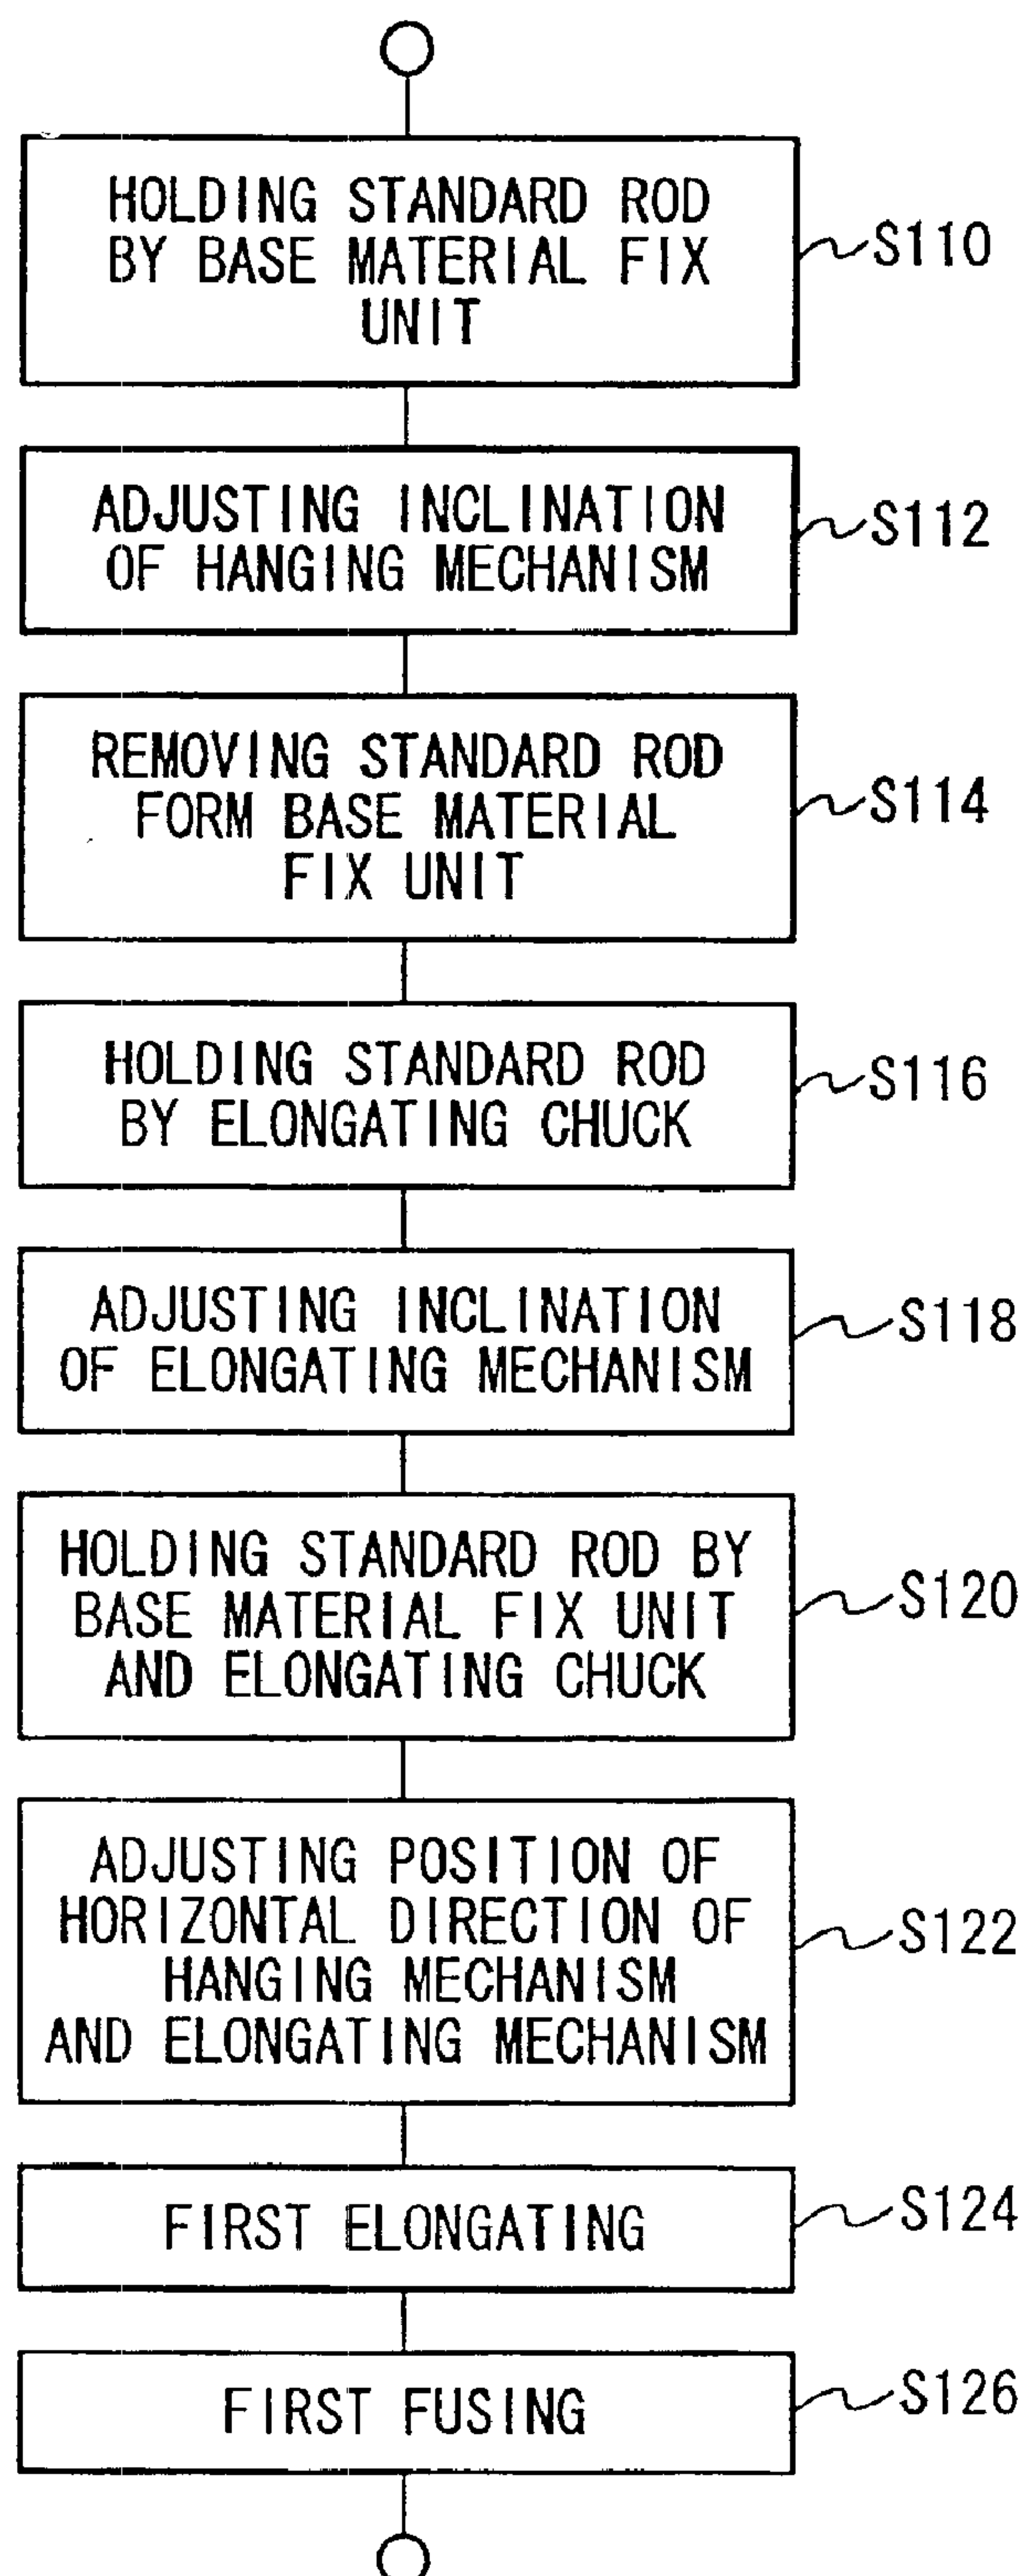 HOLDING STANDARD ROD
BY BASE MATERIAL FIX
UNIT
S110
ADJUSTING INCLINATION
OF HANGING MECHANISM
S112
REMOVING STANDARD ROD
FORM BASE MATERIAL
FIX UNIT
S114
HOLDING STANDARD ROD
BY ELONGATING CHUCK
S116
ADJUSTING INCLINATION
OF ELONGATING MECHANISM
S118
HOLDING STANDARD ROD BY
BASE MATERIAL FIX UNIT
AND ELONGATING CHUCK
S120
ADJUSTING POSITION OF
HORIZONTAL DIRECTION OF
HANGING MECHANISM
AND ELONGATING MECHANISM
S122
FIRST ELONGATING
S124
FIRST FUSING
S126